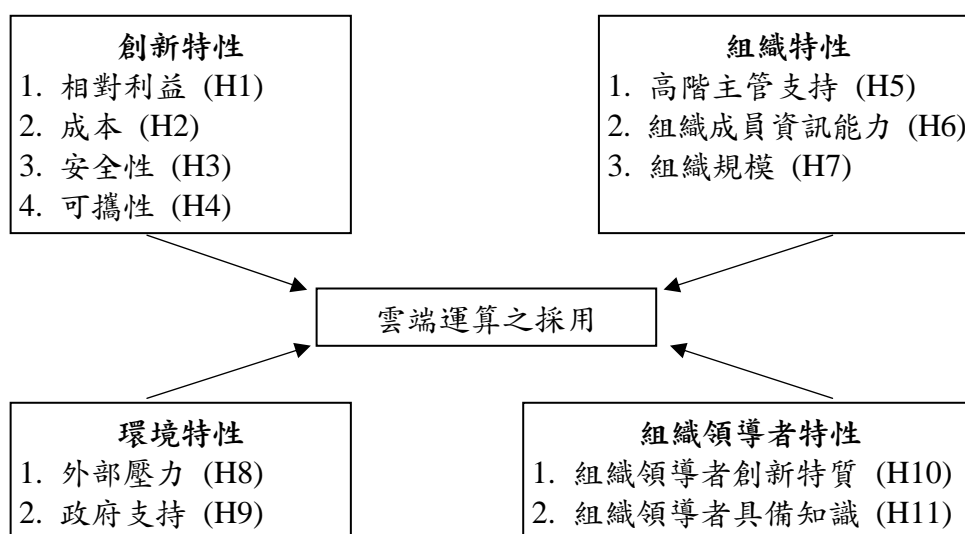 創新特性
1. 相對利益 (H1)
2. 成本 (H2)
3. 安全性 (H3)
4. 可攜性 (H4)
組織特性
1. 高階主管支持 (H5)
2. 組織成員資訊能力 (H6)
3. 組織規模 (H7)
雲端運算之採用
環境特性
1. 外部壓力 (H8)
2. 政府支持 (H9)
組織領導者特性
1. 組織領導者創新特質 (H10)
2. 組織領導者具備知識 (H11)